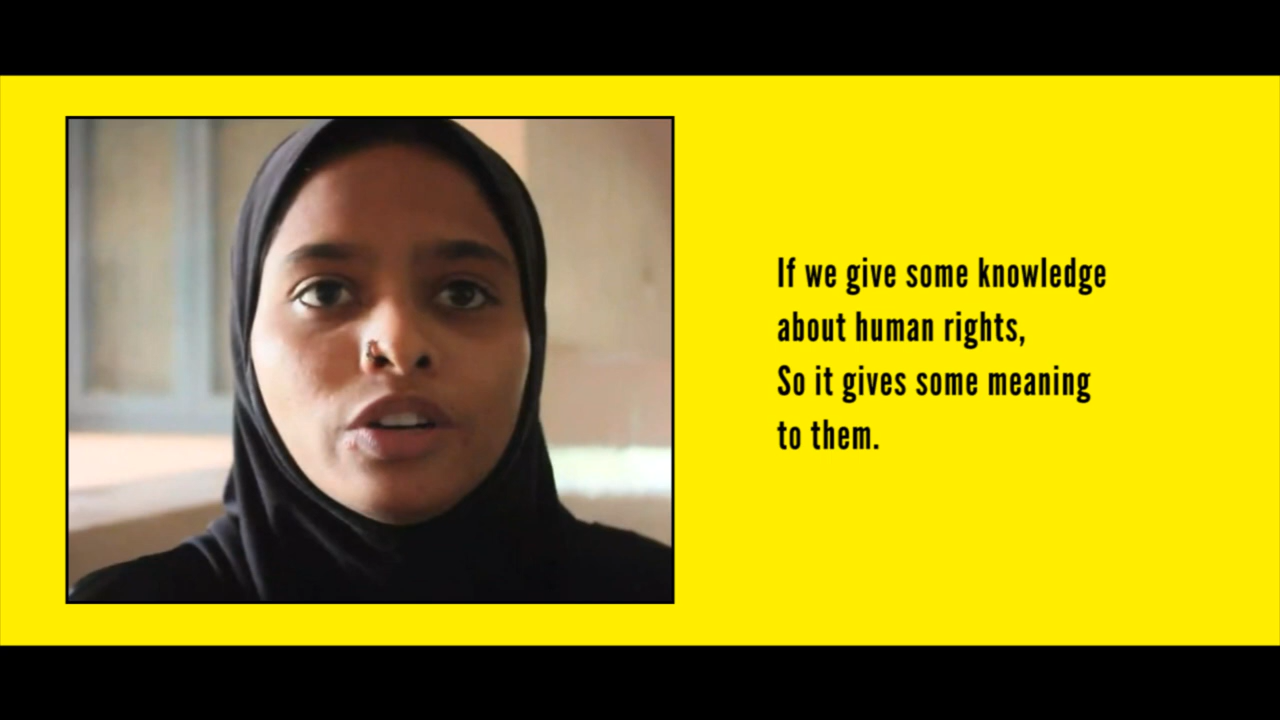 If we give some knowledge
about human rights,
So it gives some meaning
to them.